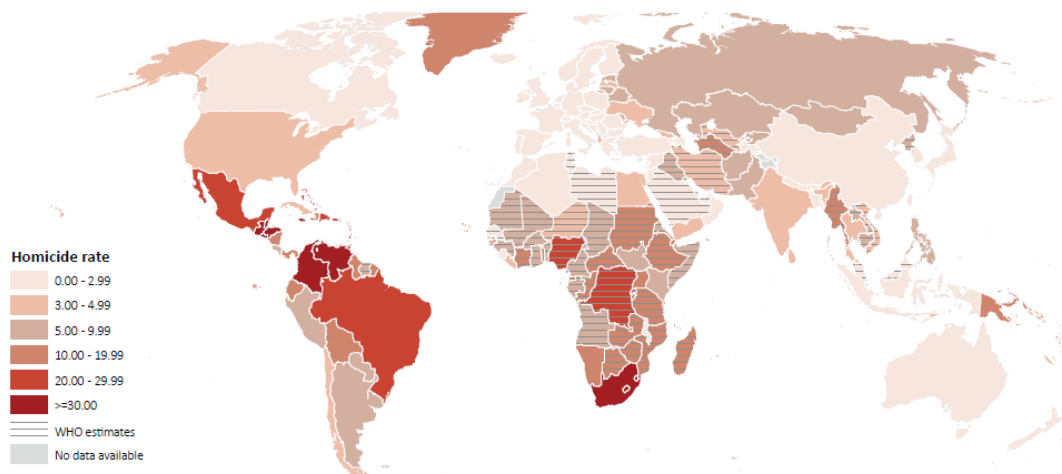 Homicide rate
0.00 - 2.99
3.00 - 4.99
5.00 - 9.99
10.00 - 19.99
20.00 - 29.99
>=30.00
WHO estimates
No data available